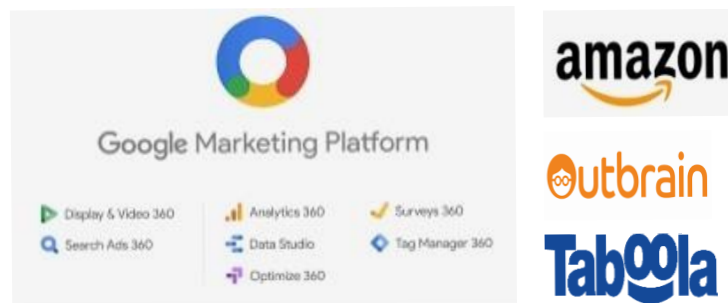 Google Marketing Platform
Display & Video 360
Search Ads 360
Analytics 360
Data Studio
Optimize 360
Surveys 360
Tag Manager 360
amazon
Outbrain
Taboola